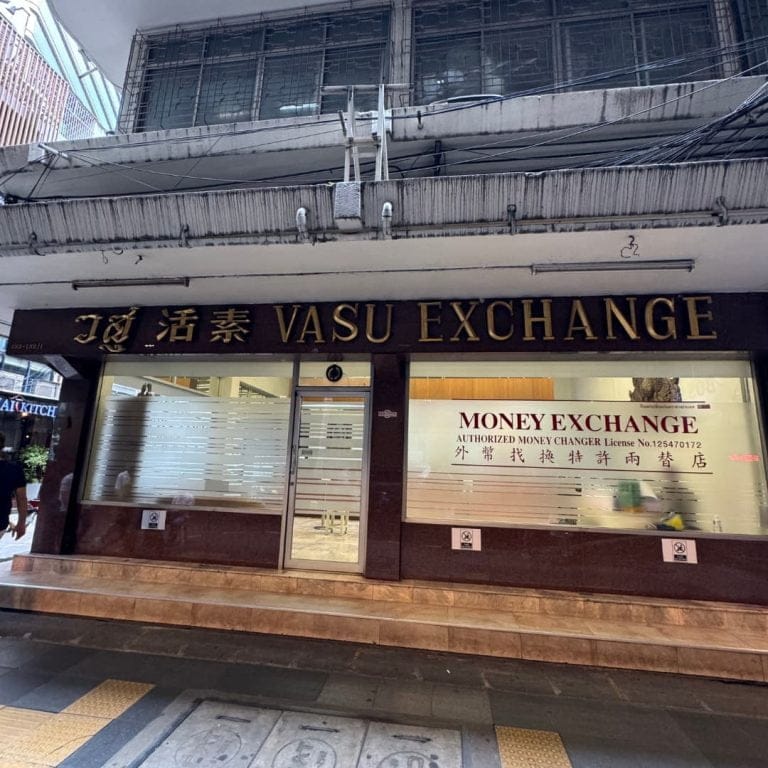 วสุ 活素 VASU EXCHANGE
MONEY EXCHANGE
AUTHORIZED MONEY CHANGER License No.125470172
外幣找換特許兩替店
KITCH